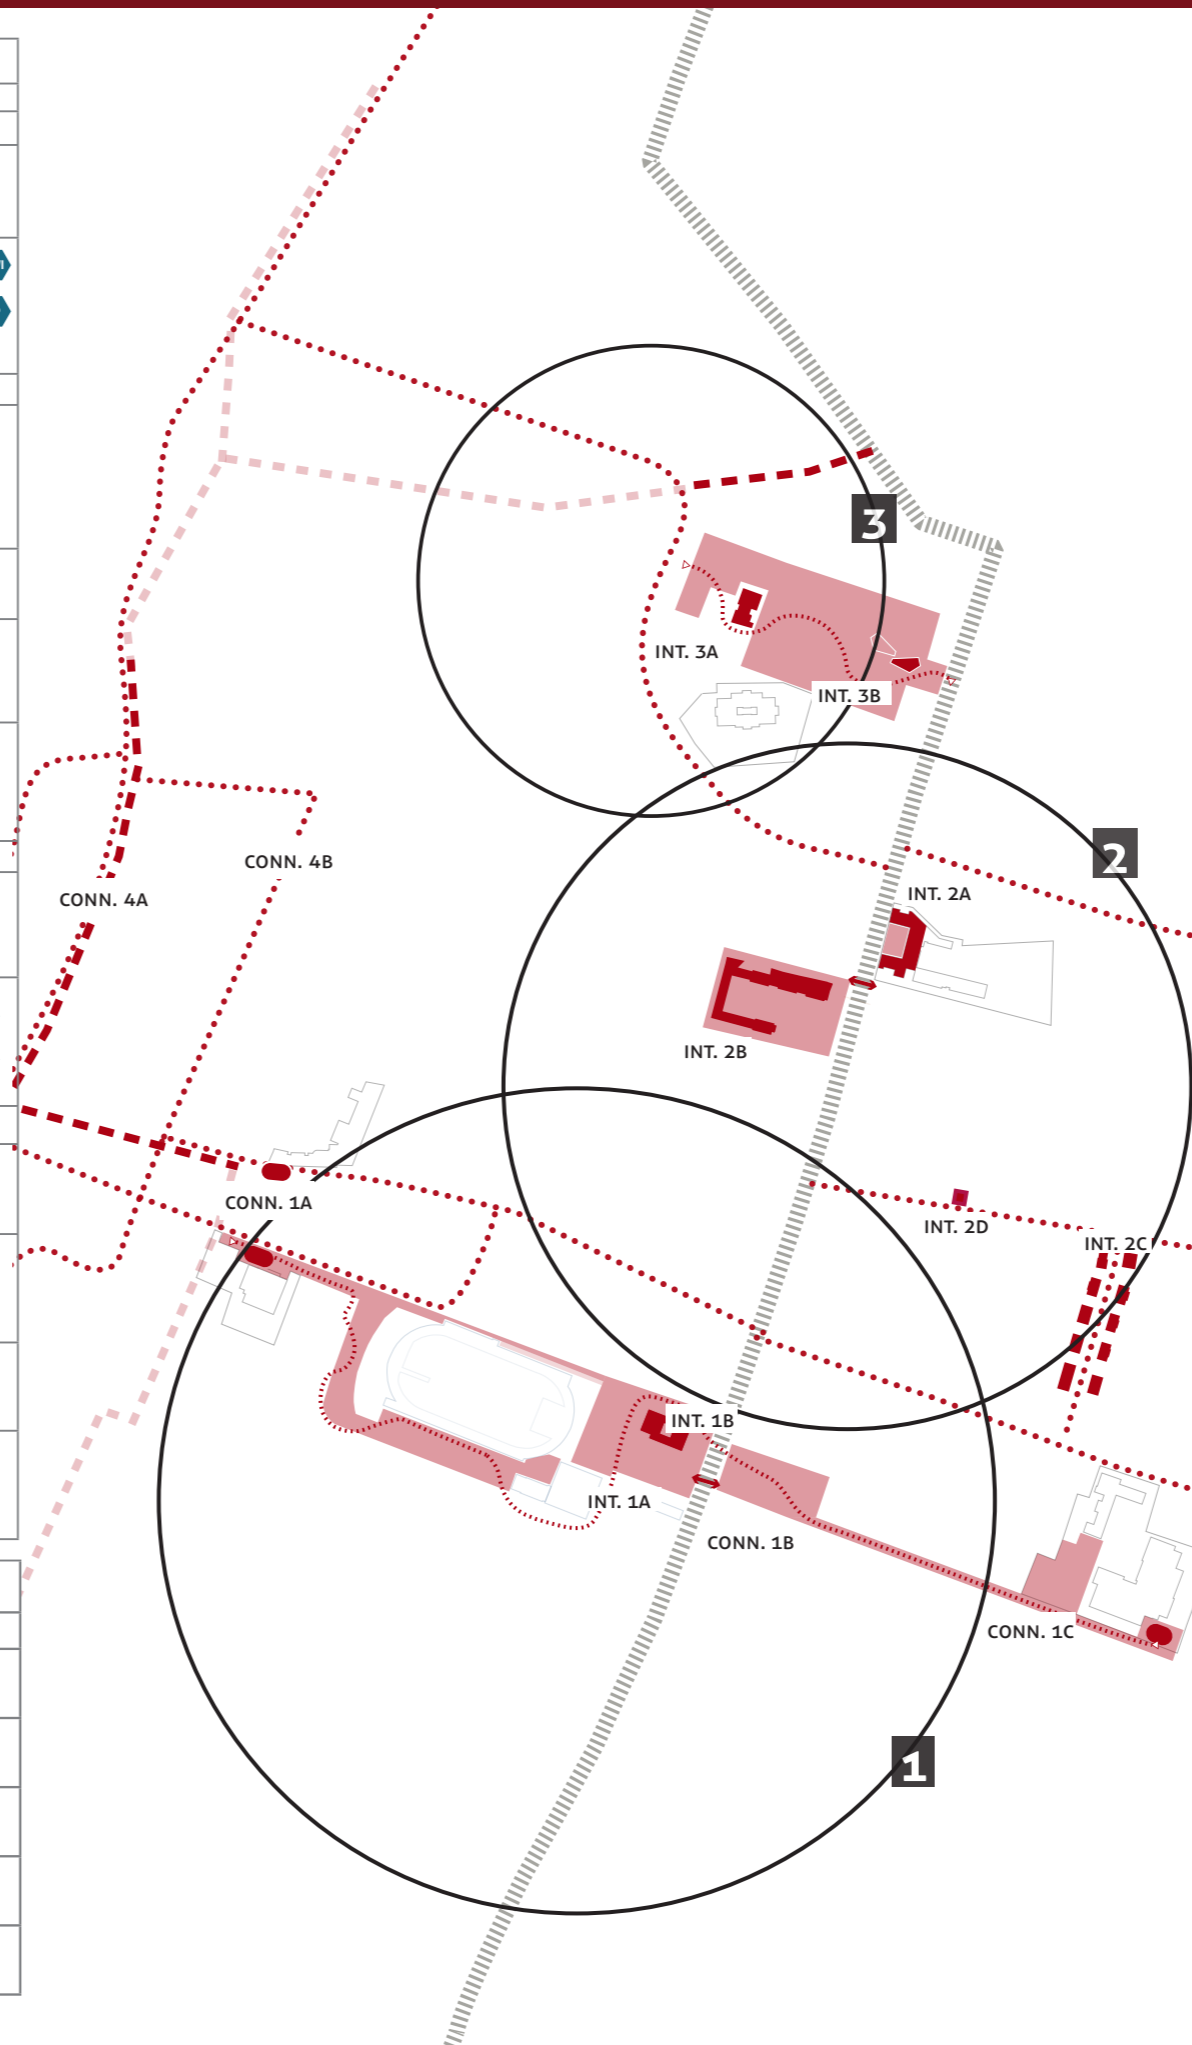 3
INT. 3A
INT. 3B
2
CONN. 4B
CONN. 4A
INT. 2A
INT. 2B
CONN. 1A
INT. 2D
INT. 2C
INT. 1B
INT. 1A
CONN. 1B
CONN. 1C
1